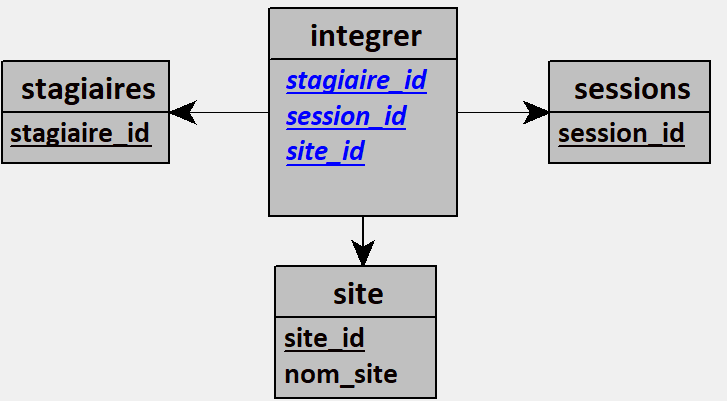 integrer
stagiaire_id
session_id
site_id
stagiaires
stagiaire_id
sessions
session_id
site
site_id
nom_site